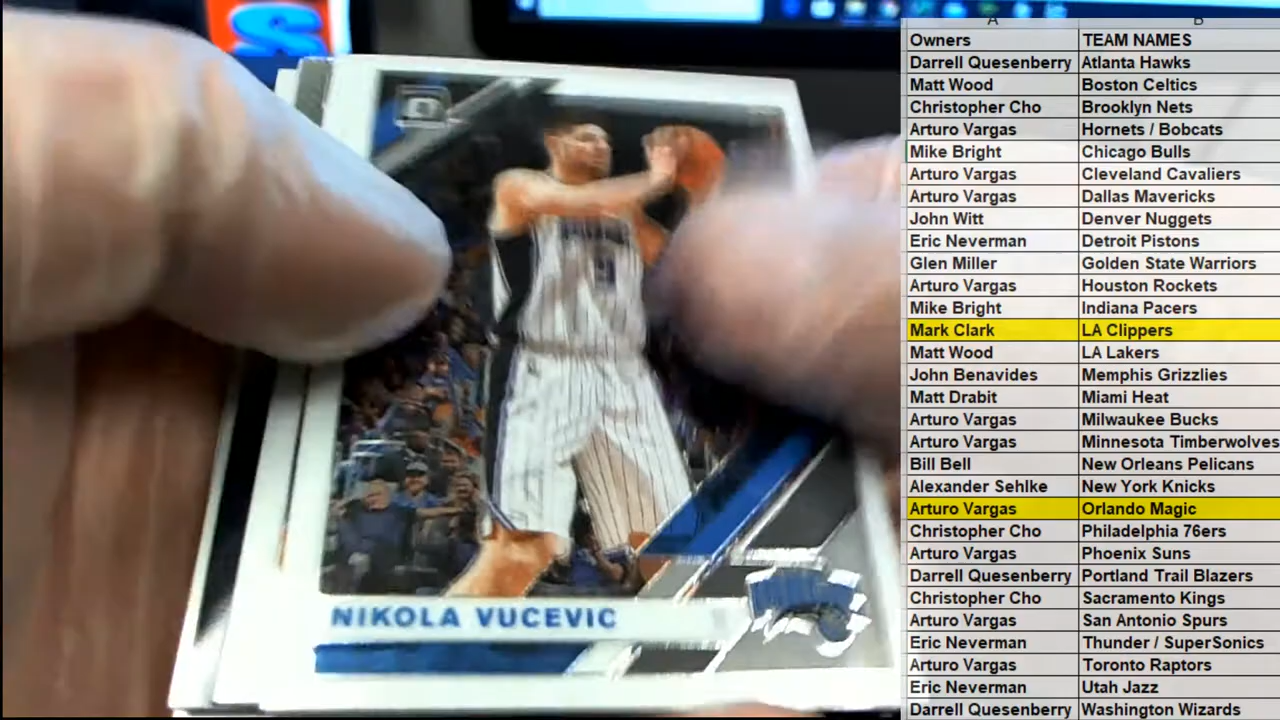 A B
Owners TEAM NAMES
Darrell Quesenberry Atlanta Hawks
Matt Wood Boston Celtics
Christopher Cho Brooklyn Nets
Arturo Vargas Hornets / Bobcats
Mike Bright Chicago Bulls
Arturo Vargas Cleveland Cavaliers
Arturo Vargas Dallas Mavericks
John Witt Denver Nuggets
Eric Neverman Detroit Pistons
Glen Miller Golden State Warriors
Arturo Vargas Houston Rockets
Mike Bright Indiana Pacers
Mark Clark LA Clippers
Matt Wood LA Lakers
John Benavides Memphis Grizzlies
Matt Drabit Miami Heat
Arturo Vargas Milwaukee Bucks
Arturo Vargas Minnesota Timberwolves
Bill Bell New Orleans Pelicans
Alexander Sehlke New York Knicks
Arturo Vargas Orlando Magic
Christopher Cho Philadelphia 76ers
Arturo Vargas Phoenix Suns
Darrell Quesenberry Portland Trail Blazers
Christopher Cho Sacramento Kings
Arturo Vargas San Antonio Spurs
Eric Neverman Thunder / SuperSonics
Arturo Vargas Toronto Raptors
Eric Neverman Utah Jazz
Darrell Quesenberry Washington Wizards
NIKOLA VUCEVIC